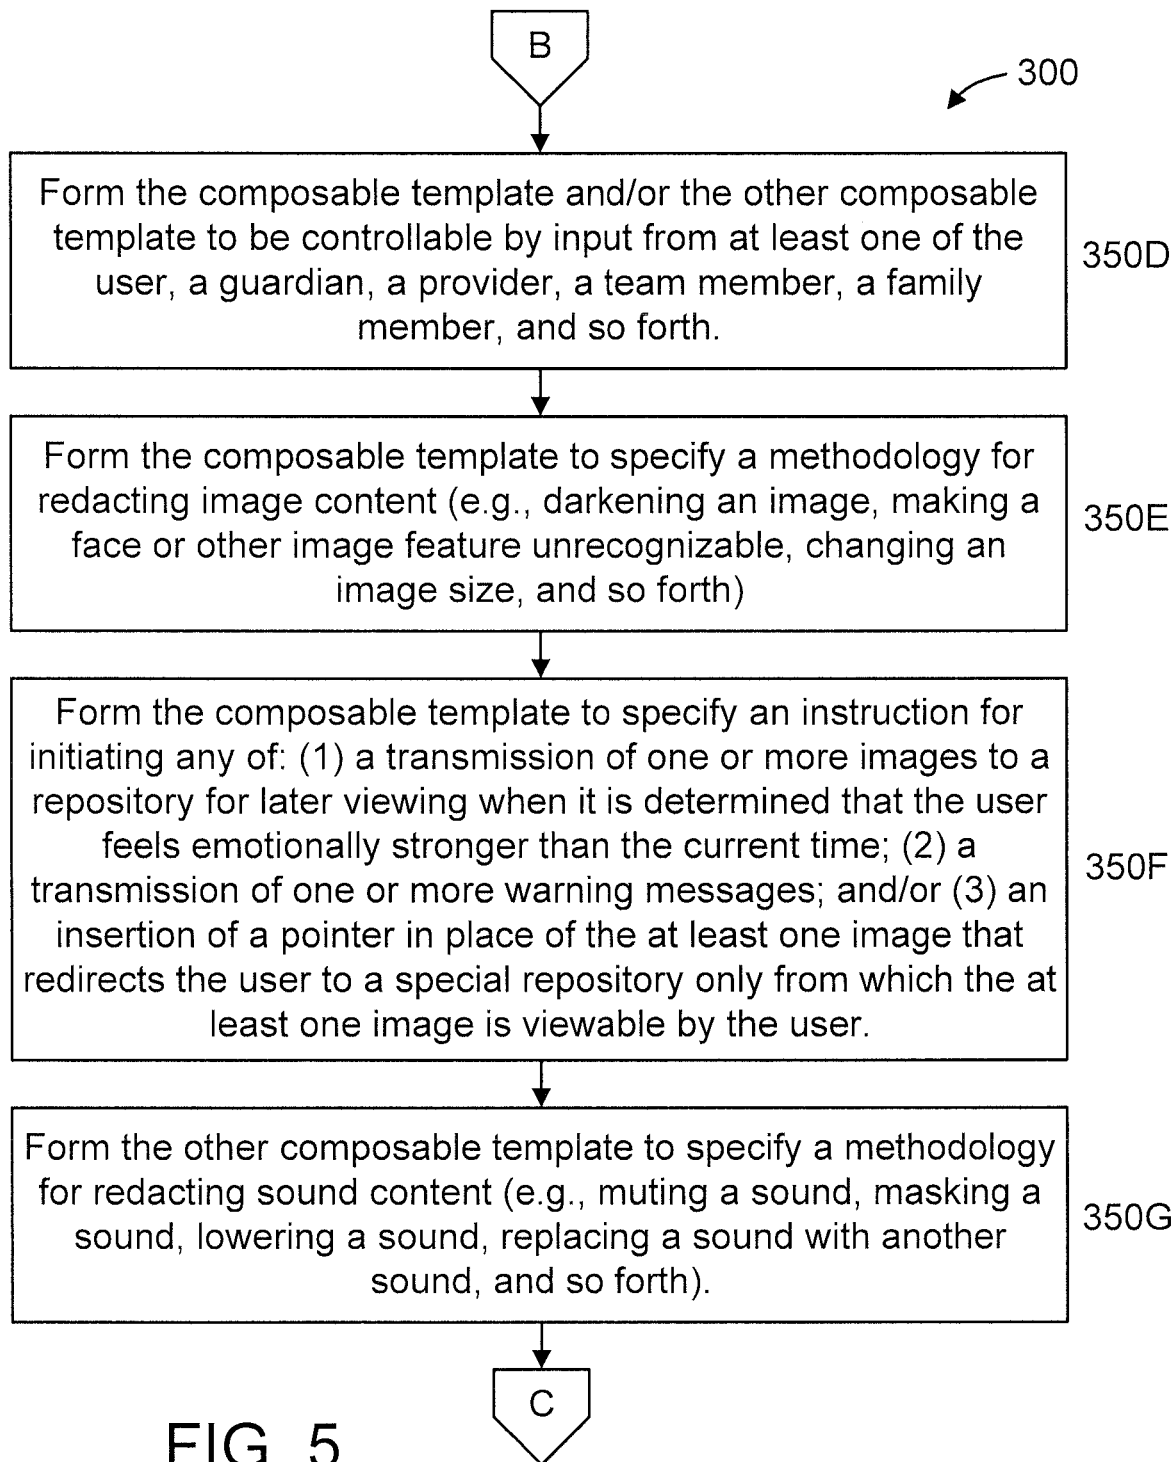 B
300
Form the composable template and/or the other composable
template to be controllable by input from at least one of the
user, a guardian, a provider, a team member, a family
member, and so forth.
350D
Form the composable template to specify a methodology for
redacting image content (e.g., darkening an image, making a
face or other image feature unrecognizable, changing an
image size, and so forth)
350E
Form the composable template to specify an instruction for
initiating any of: (1) a transmission of one or more images to a
repository for later viewing when it is determined that the user
feels emotionally stronger than the current time; (2) a
transmission of one or more warning messages; and/or (3) an
insertion of a pointer in place of the at least one image that
redirects the user to a special repository only from which the at
least one image is viewable by the user.
350F
Form the other composable template to specify a methodology
for redacting sound content (e.g., muting a sound, masking a
sound, lowering a sound, replacing a sound with another
sound, and so forth).
350G
C
FIG. 5